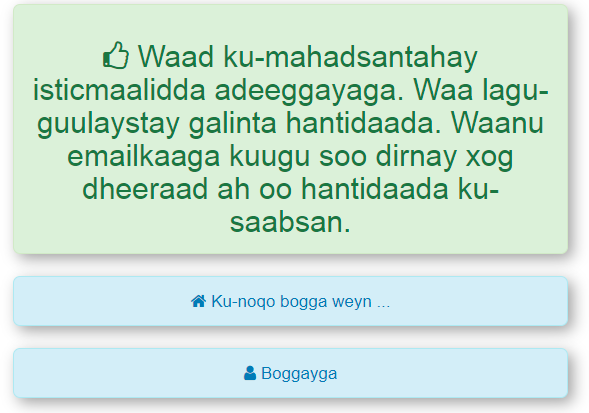 Waad ku-mahadsantahay
isticmaalidda adeeggayaga. Waa lagu-
guulaystay galinta hantidaada. Waanu
emailkaaga kuugu soo dirnay xog
dheeraad ah oo hantidaada ku-
saabsan.
Ku-noqo bogga weyn ...
Boggayga